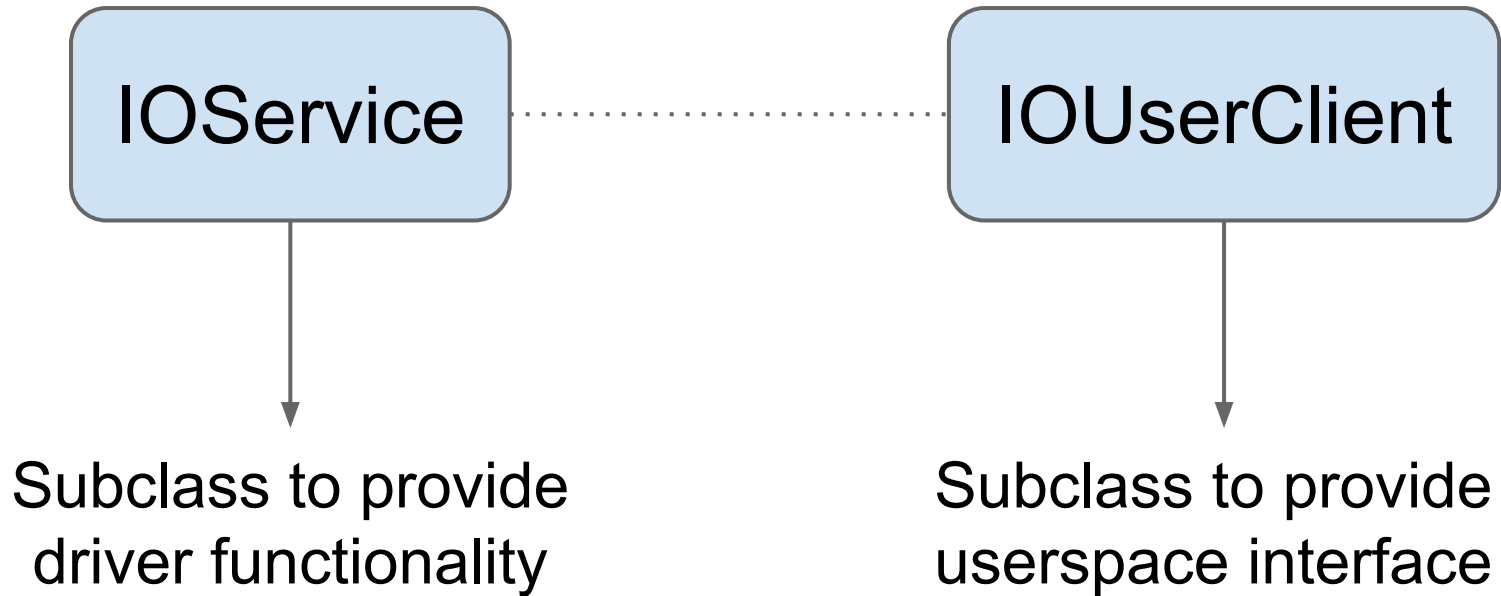 IOService
IOUserClient
Subclass to provide
driver functionality
Subclass to provide
userspace interface